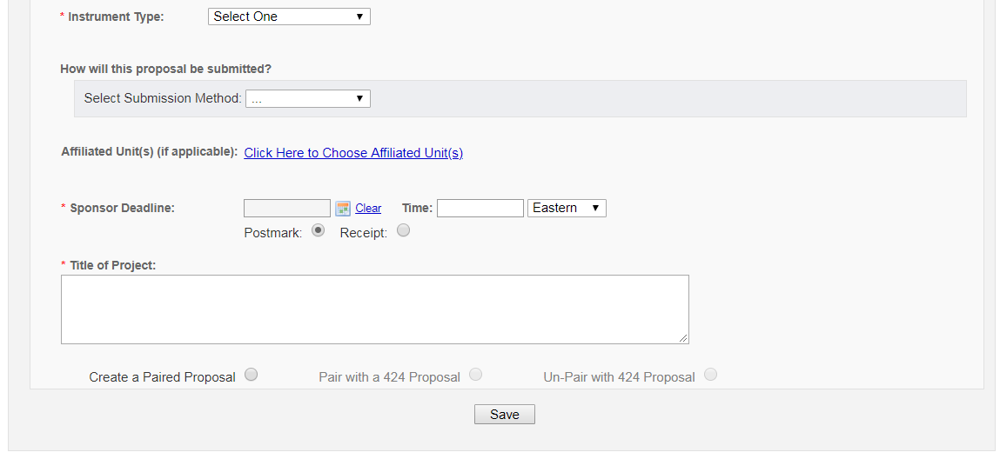 * Instrument Type: Select One
How will this proposal be submitted?
Select Submission Method: ...
Affiliated Unit(s) (if applicable): Click Here to Choose Affiliated Unit(s)
* Sponsor Deadline: Clear Time: Eastern
Postmark: Receipt:
* Title of Project:
Create a Paired Proposal Pair with a 424 Proposal Un-Pair with 424 Proposal
Save